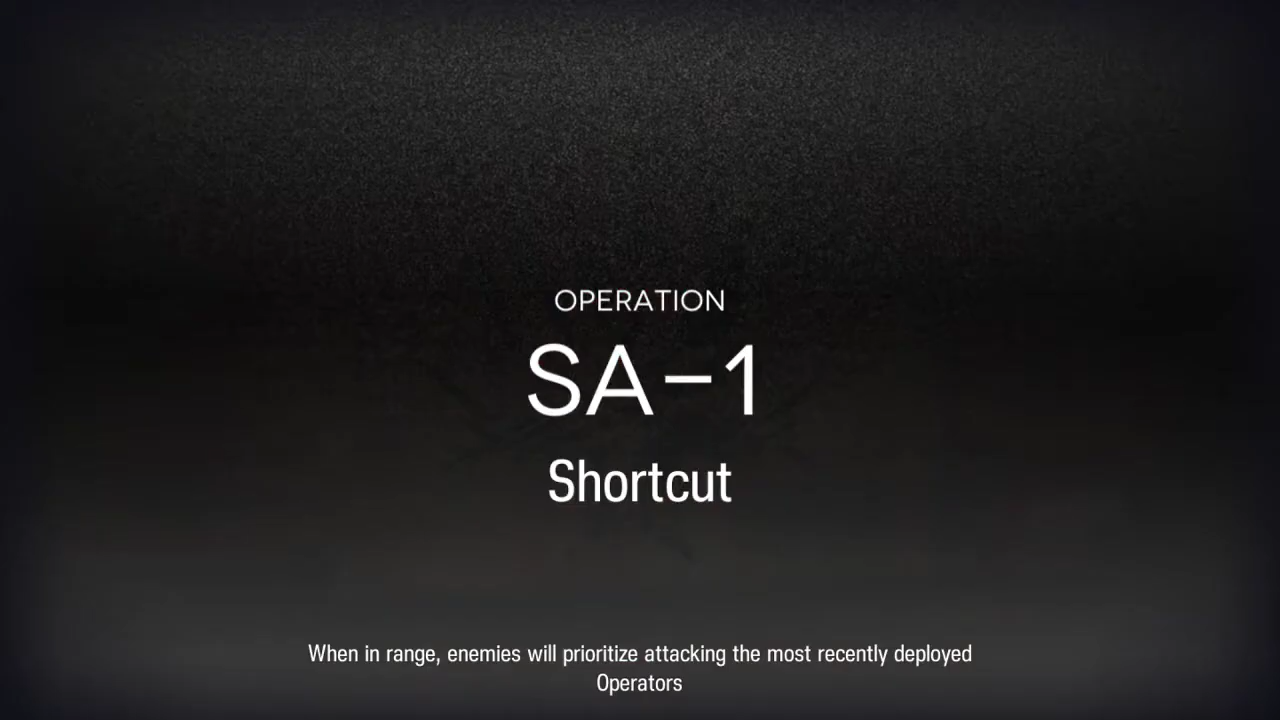 OPERATION
SA-1
Shortcut
When in range, enemies will prioritize attacking the most recently deployed
Operators